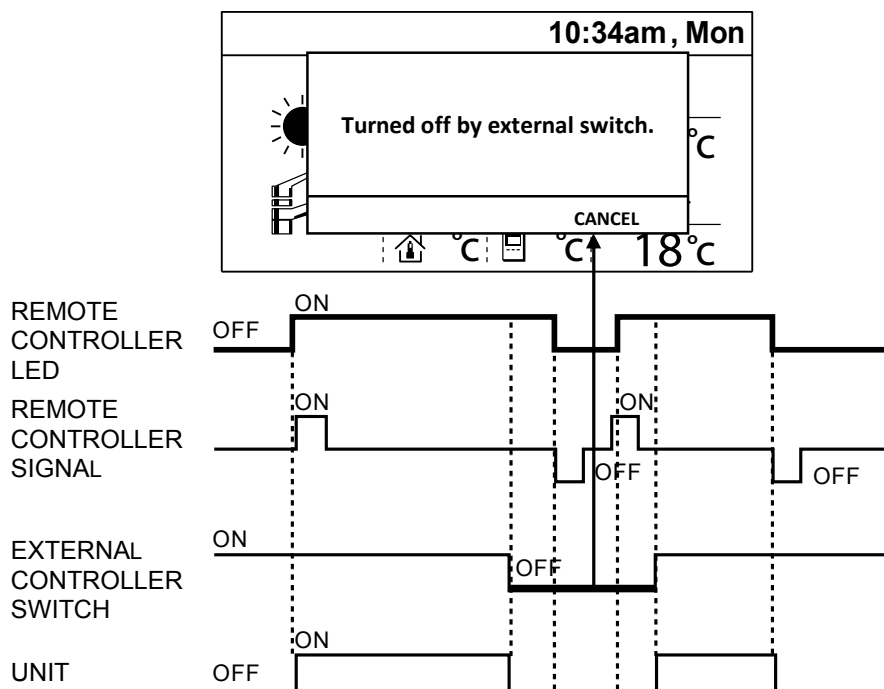 10:34am, Mon
Turned off by external switch.
°C
CANCEL
°C °C 18°C
REMOTE
CONTROLLER
LED
OFF
ON
REMOTE
CONTROLLER
SIGNAL
ON
OFF
ON
OFF
EXTERNAL
CONTROLLER
SWITCH
ON
OFF
UNIT
OFF
ON